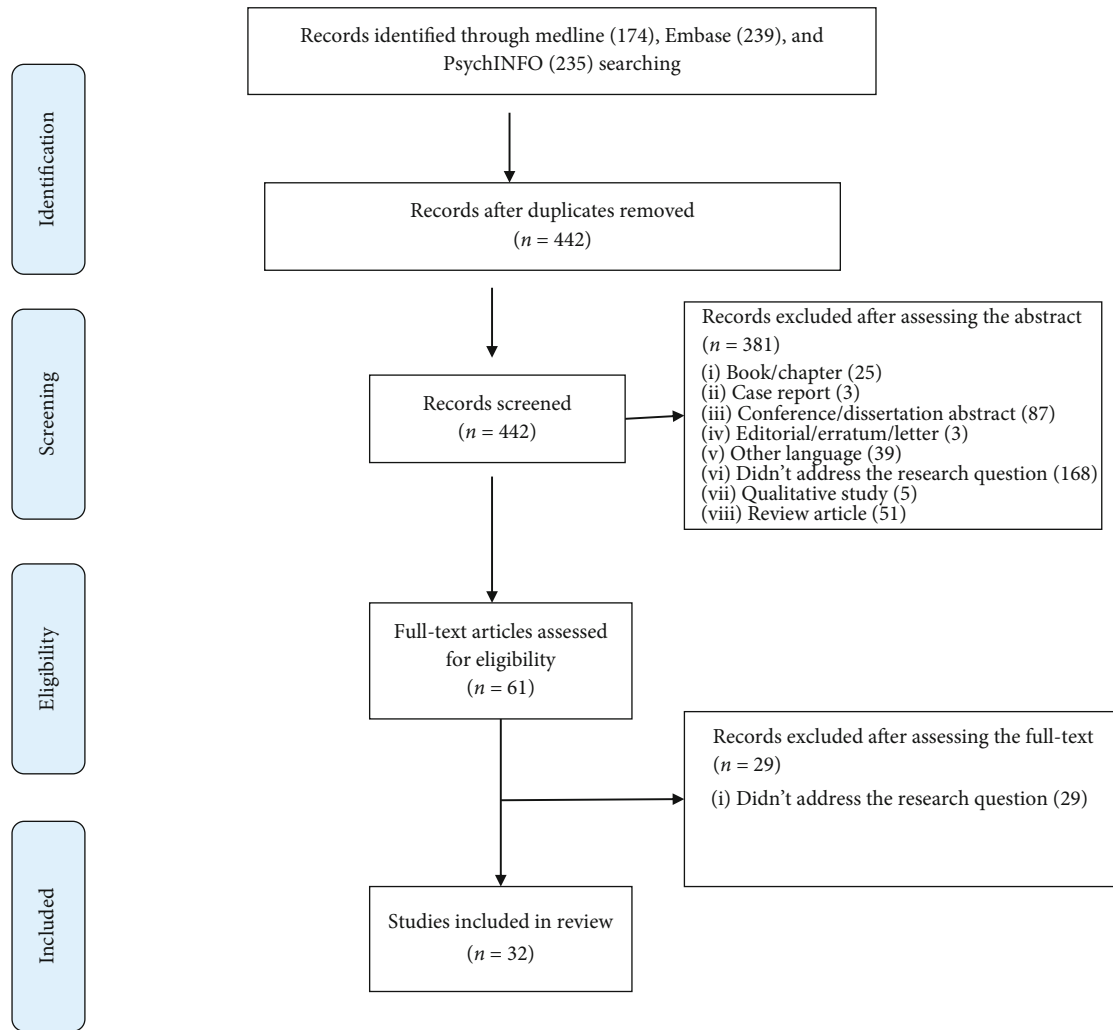 Records identified through medline (174), Embase (239), and
PsychINFO (235) searching
Identification
Records after duplicates removed
(n = 442)
Screening
Records screened
(n = 442)
Records excluded after assessing the abstract
(n = 381)
(i) Book/chapter (25)
(ii) Case report (3)
(iii) Conference/dissertation abstract (87)
(iv) Editorial/erratum/letter (3)
(v) Other language (39)
(vi) Didn't address the research question (168)
(vii) Qualitative study (5)
(viii) Review article (51)
Eligibility
Full-text articles assessed
for eligibility
(n = 61)
Records excluded after assessing the full-text
(n = 29)
(i) Didn't address the research question (29)
Included
Studies included in review
(n = 32)